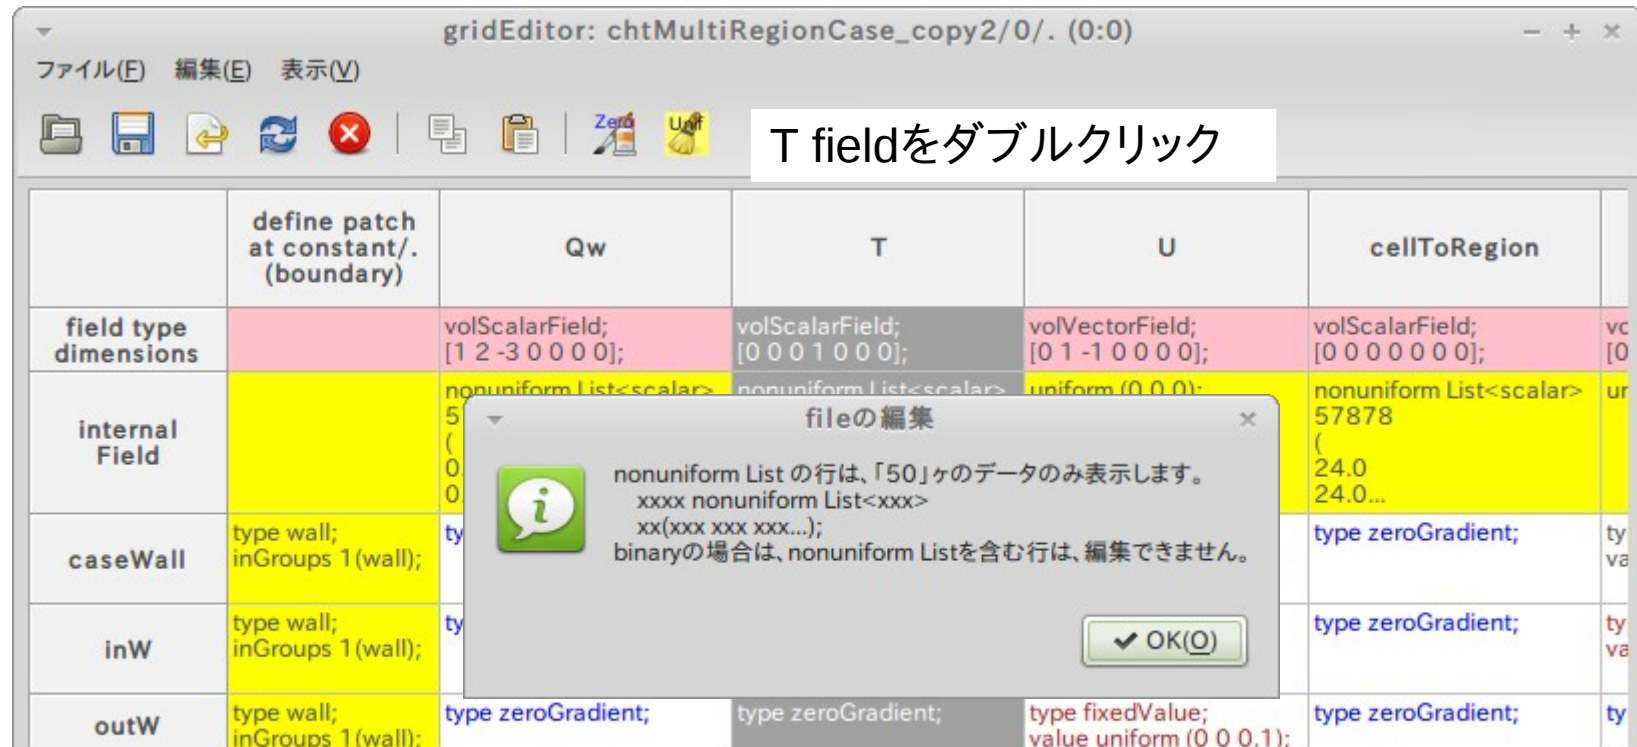 gridEditor: chtMultiRegionCase_copy2/0/. (0:0)
ファイル(F) 編集(E) 表示(V)
Zero
Unif
T fieldをダブルクリック
define patch
at constant/.
(boundary)
Qw
T
U
cellToRegion
field type
dimensions
volScalarField;
[1 2 -3 0 0 0 0];
volScalarField;
[0 0 0 1 0 0 0];
volVectorField;
[0 1 -1 0 0 0 0];
volScalarField;
[0 0 0 0 0 0 0];
internal
Field
nonuniform List<scalar>
nonuniform List<scalar>
uniform (0 0 0);
nonuniform List<scalar>
57878
(
24.0
24.0...
fileの編集
nonuniform List の行は、「50」ヶのデータのみ表示します。
xxxx nonuniform List<xxx>
xx(xxx xxx xxx...);
binaryの場合は、nonuniform Listを含む行は、編集できません。
OK(O)
caseWall
type wall;
inGroups 1(wall);
type zeroGradient;
inW
type wall;
inGroups 1(wall);
type zeroGradient;
outW
type wall;
inGroups 1(wall);
type zeroGradient;
type zeroGradient;
type fixedValue;
value uniform (0 0 0.1);
type zeroGradient;